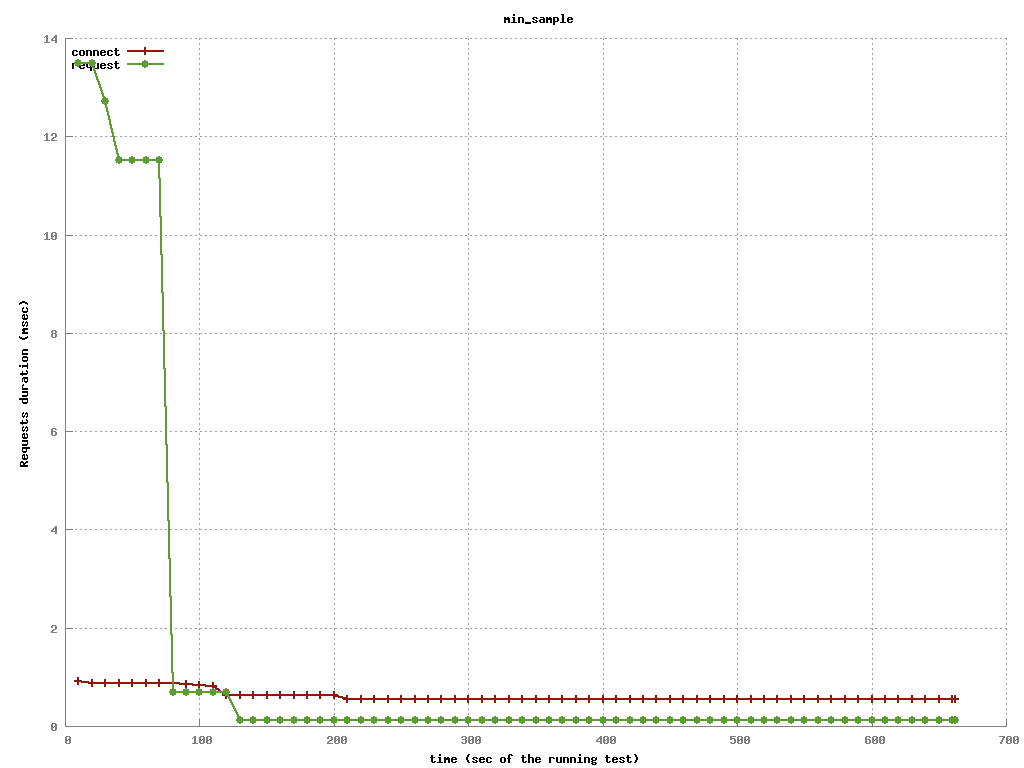 min_sample
14
connect
request
12
10
8
6
4
2
0
Requests duration (msec)
0 100 200 300 400 500 600 700
time (sec of the running test)